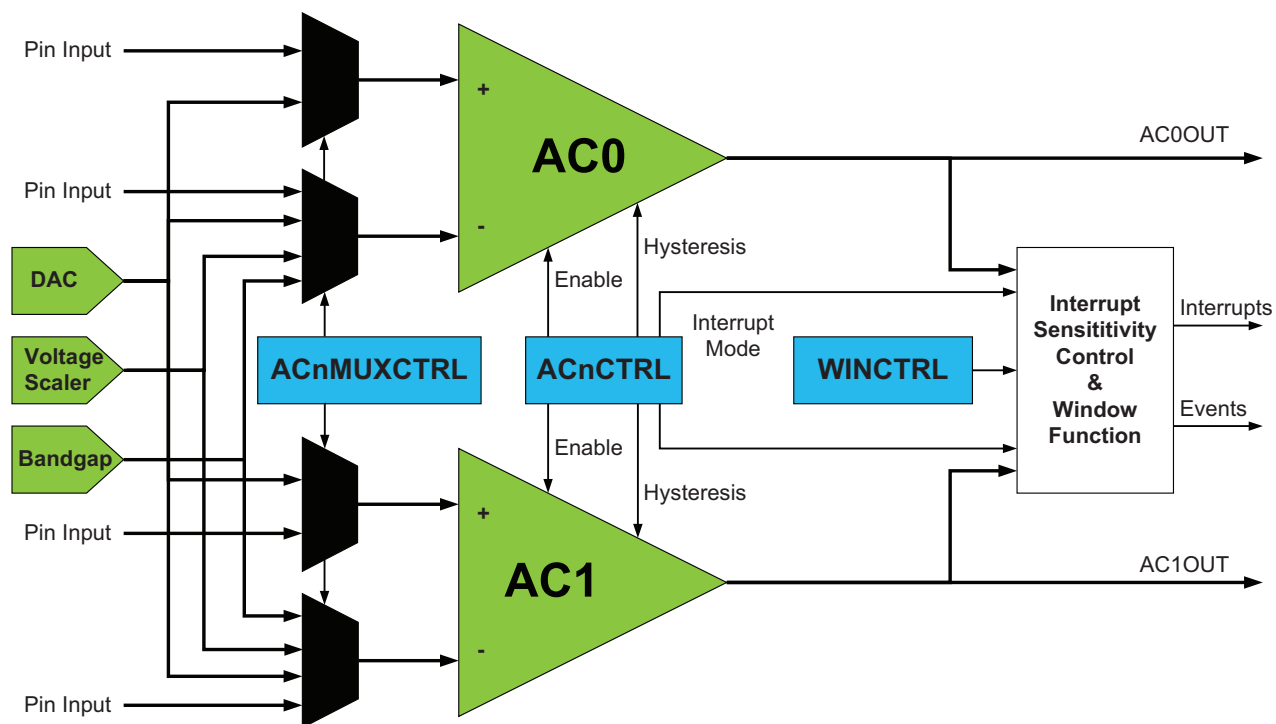 Pin Input
+
AC0
-
AC0OUT
Pin Input
DAC
Hysteresis
Enable
Voltage
Scaler
ACnMUXCTRL
ACnCTRL
Interrupt
Mode
WINCTRL
Interrupt
Sensititivity
Control
&
Window
Function
Interrupts
Events
Bandgap
Enable
Hysteresis
Pin Input
+
AC1
-
AC1OUT
Pin Input